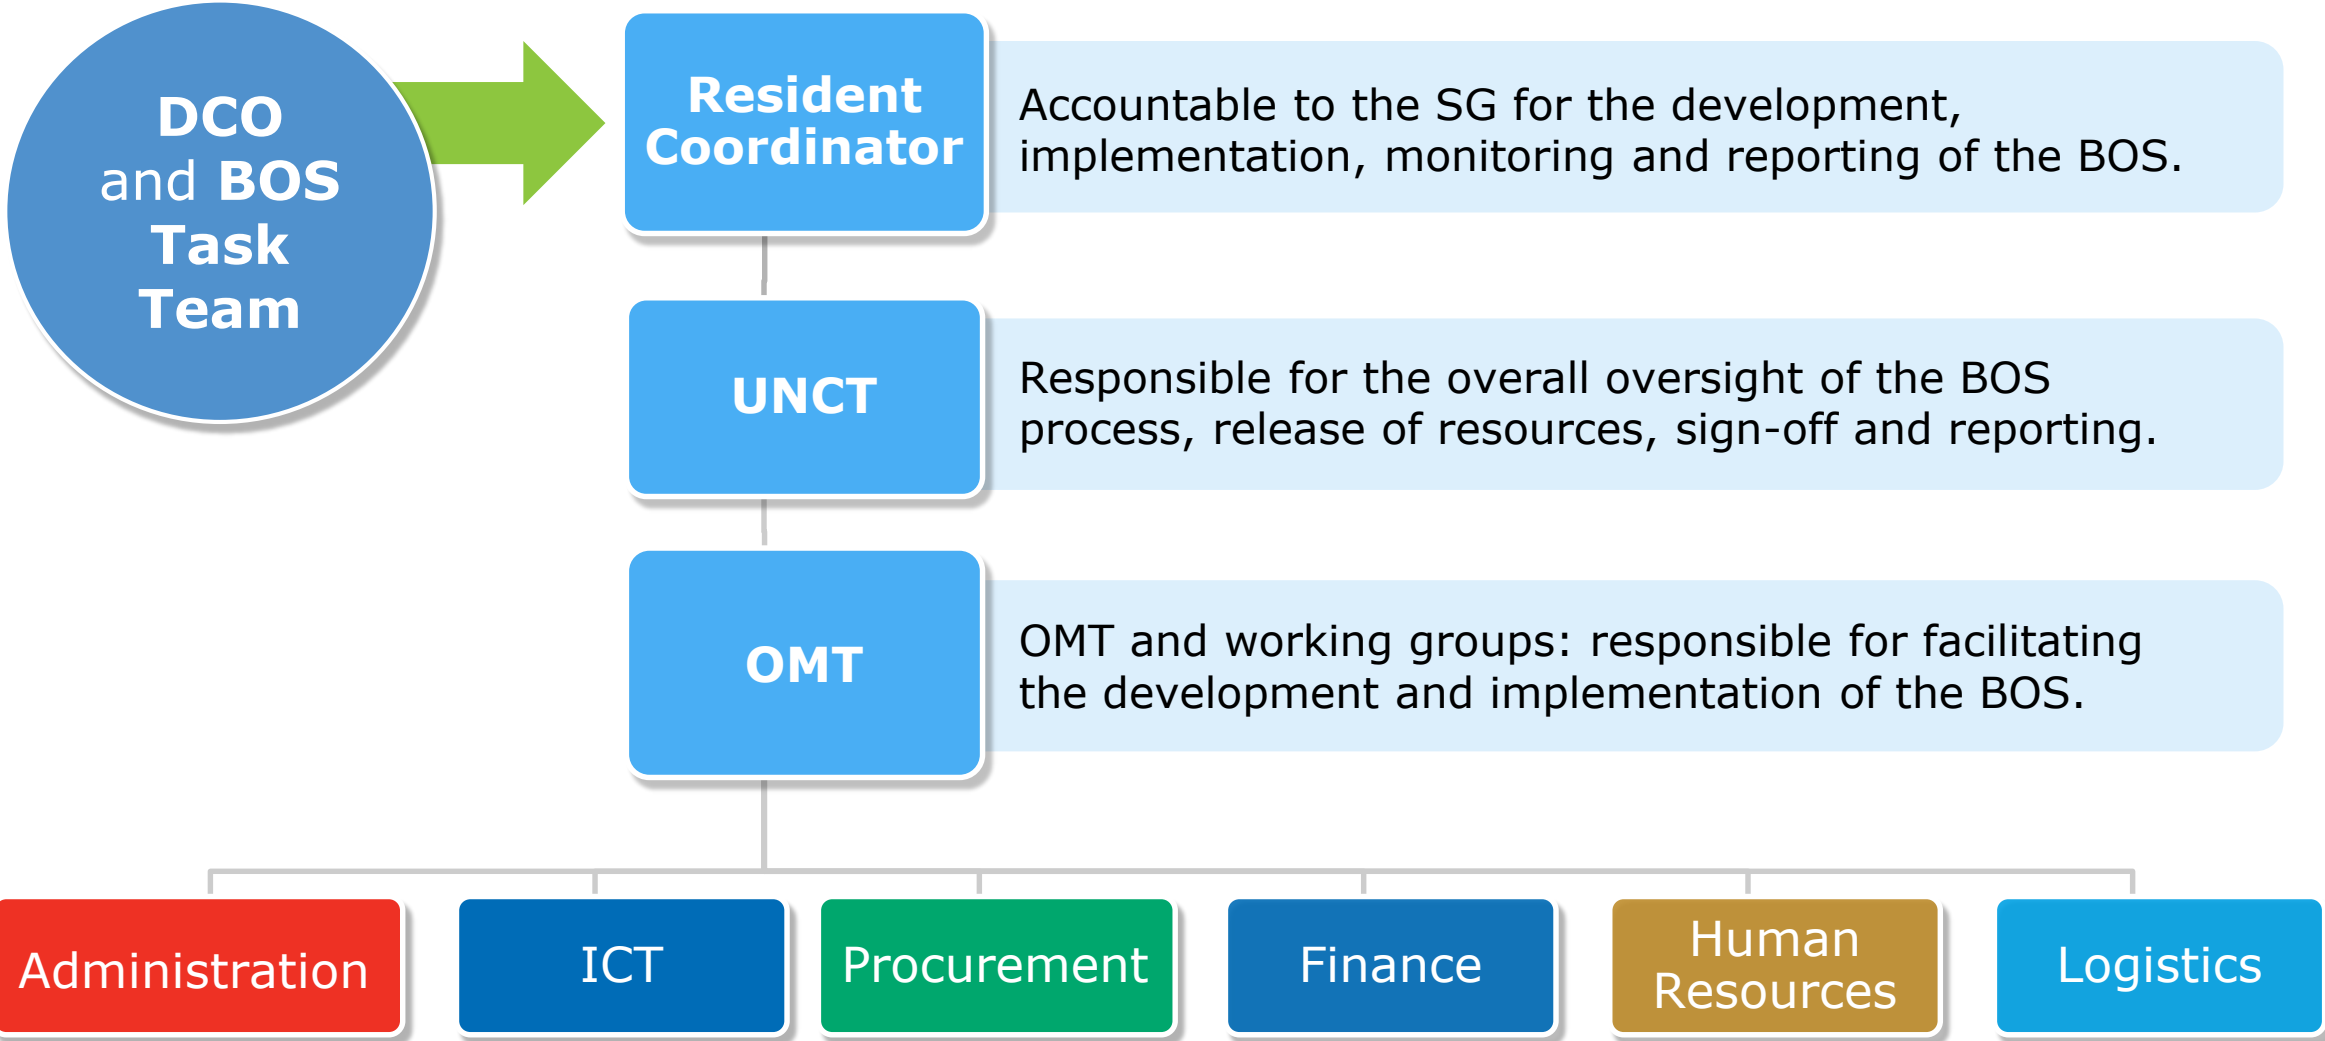 DCO
and BOS
Task
Team
Resident
Coordinator
Accountable to the SG for the development,
implementation, monitoring and reporting of the BOS.
UNCT
Responsible for the overall oversight of the BOS
process, release of resources, sign-off and reporting.
OMT
OMT and working groups: responsible for facilitating
the development and implementation of the BOS.
Administration
ICT
Procurement
Finance
Human
Resources
Logistics